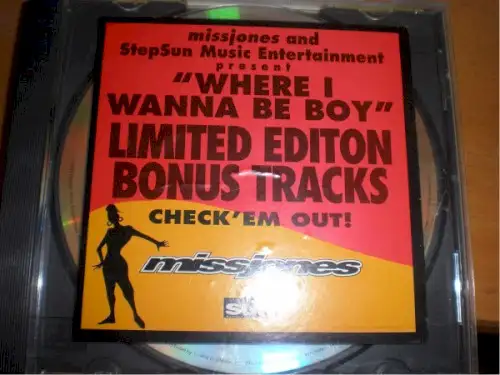 missjones and
StepSun Music Entertainment
present
"WHERE I
WANNA BE BOY"
LIMITED EDITON
BONUS TRACKS
CHECK'EM OUT!
missjones